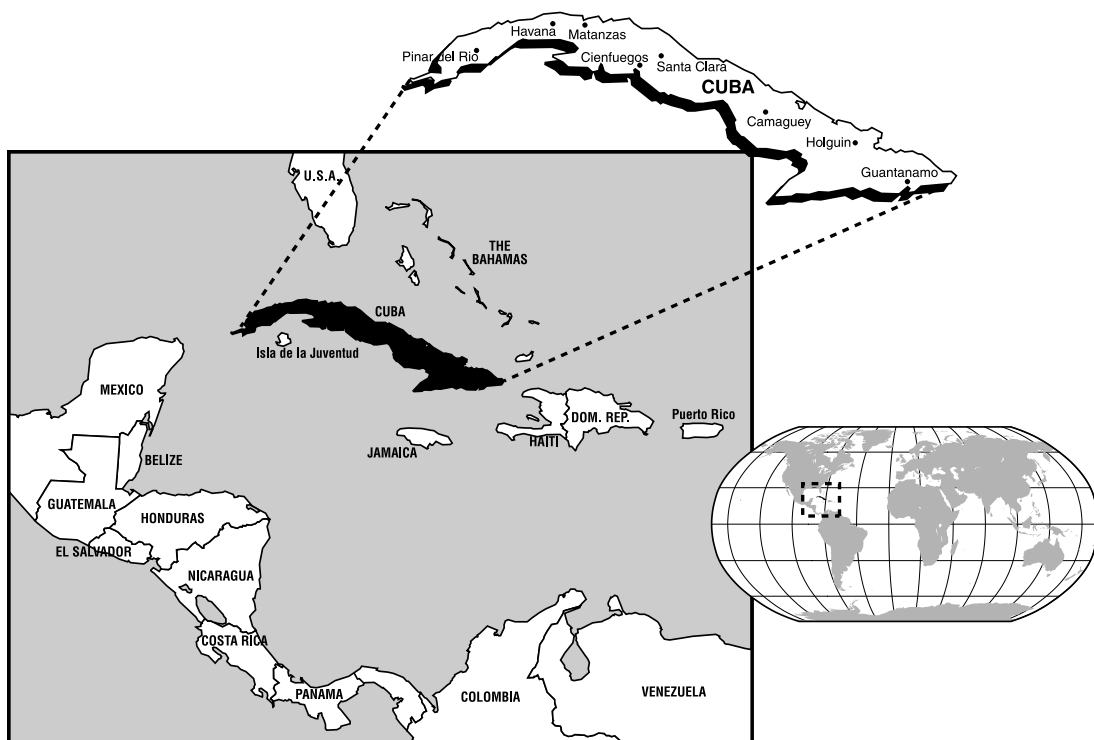 Havana
Matanzas
Pinar del Rio
Cienfuegos
Santa Clara
CUBA
Camaguey
Holguin
Guantanamo
U.S.A.
THE
BAHAMAS
CUBA
Isla de la Juventud
MEXICO
BELIZE
GUATEMALA
HONDURAS
EL SALVADOR
NICARAGUA
COSTA RICA
PANAMA
JAMAICA
HAITI
DOM. REP.
Puerto Rico
COLOMBIA
VENEZUELA